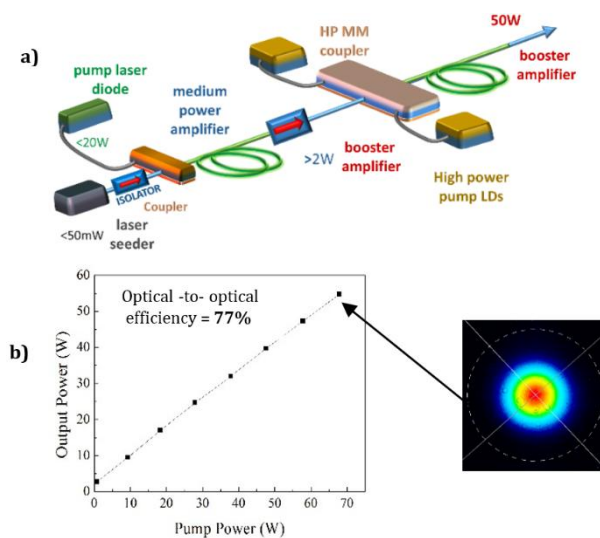 a)
50W
booster
amplifier
HP MM
coupler
pump laser
diode
medium
power
amplifier
<20W
ISOLATOR
Coupler
laser
seeder
<50mW
>2W
booster
amplifier
High power
pump LDs
b)
Optical -to- optical
efficiency = 77%
Output Power (W)
60
50
40
30
20
10
0
0 10 20 30 40 50 60 70
Pump Power (W)